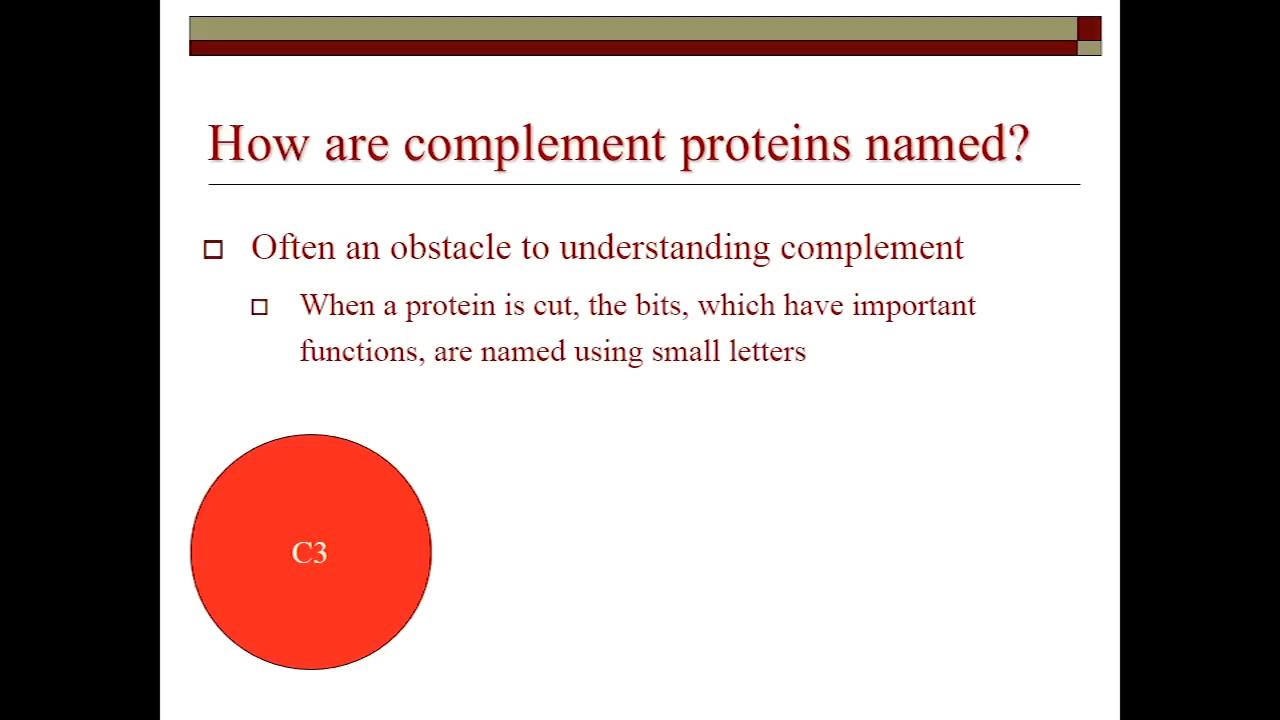 How are complement proteins named?
Often an obstacle to understanding complement
When a protein is cut, the bits, which have important
functions, are named using small letters
C3